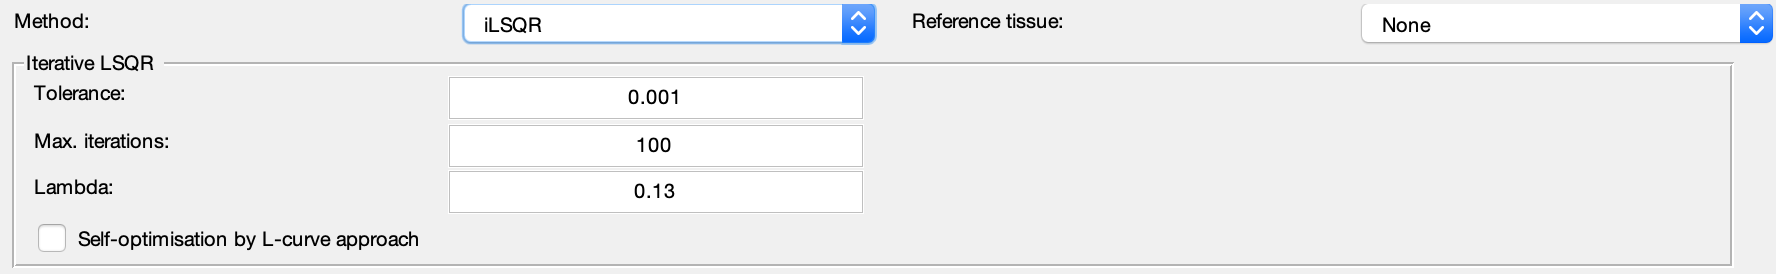 Method: iLSQR Reference tissue: None
Iterative LSQR
Tolerance: 0.001
Max. iterations: 100
Lambda: 0.13
Self-optimisation by L-curve approach